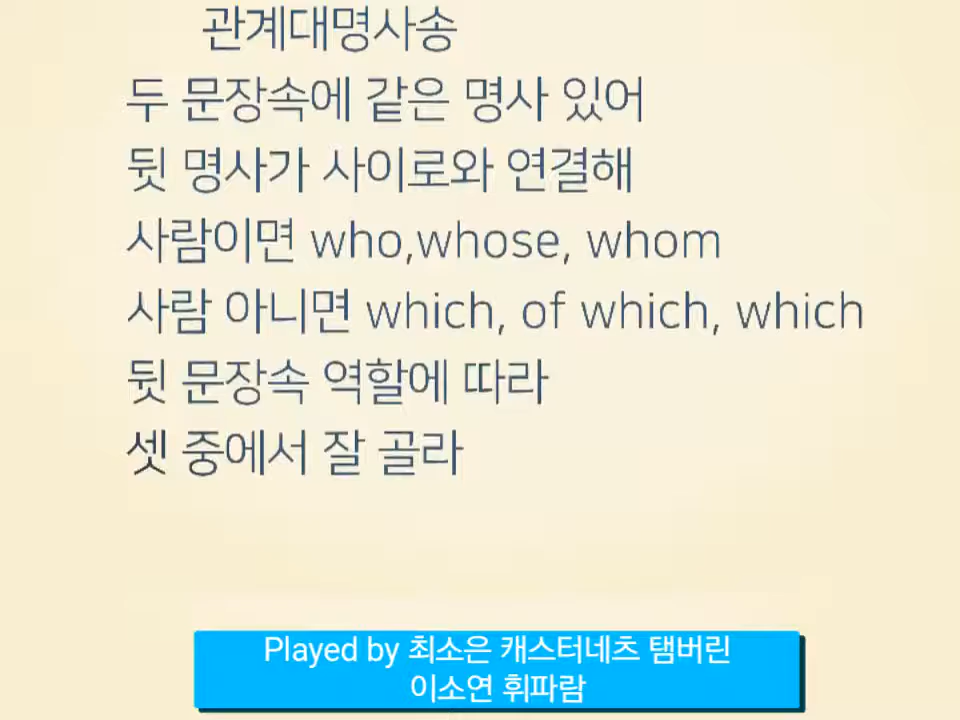 관계대명사송
두 문장속에 같은 명사 있어
뒷 명사가 사이로와 연결해
사람이면 who,whose, whom
사람 아니면 which, of which, which
뒷 문장속 역할에 따라
셋 중에서 잘 골라
Played by 최소은 캐스터네츠 탬버린
이소연 휘파람